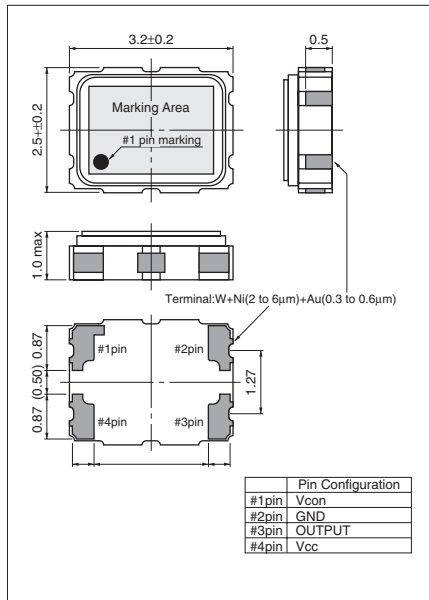 3.2±0.2
0.5
2.5+±0.2
Marking Area
#1 pin marking
1.0 max
Terminal:W+Ni(2 to 6μm)+Au(0.3 to 0.6μm)
0.87
(0.50)
0.87
#1pin
#2pin
#4pin
#3pin
1.27
Pin Configuration
#1pin Vcon
#2pin GND
#3pin OUTPUT
#4pin Vcc